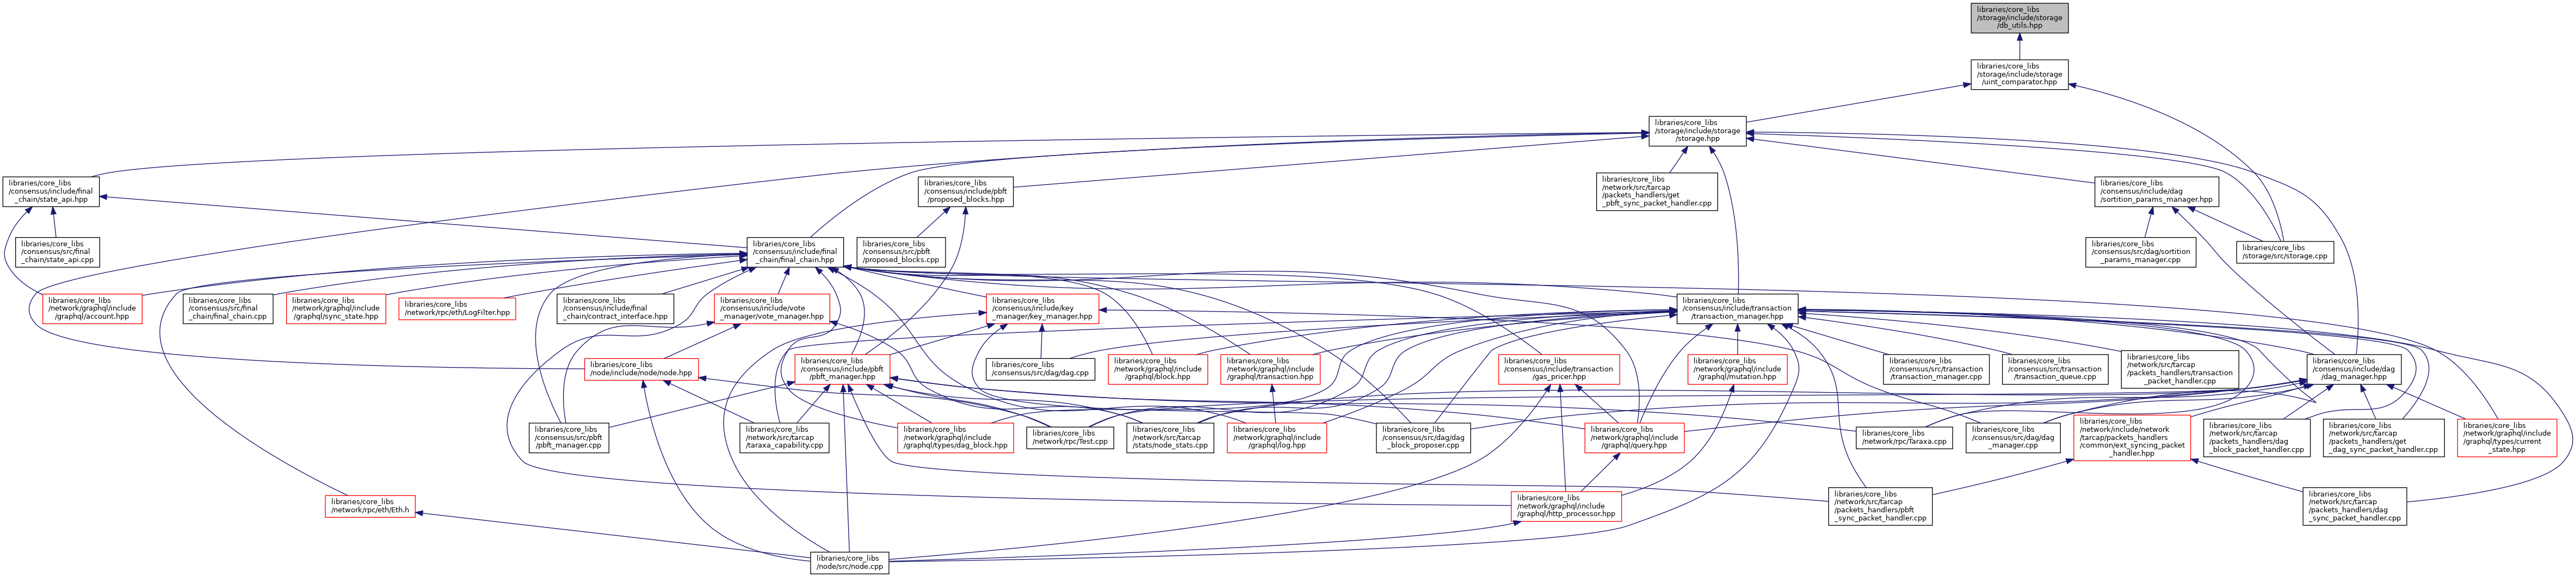 libraries/core_libs
/storage/include/storage
/db_utils.hpp
libraries/core_libs
/storage/include/storage
/uint_comparator.hpp
libraries/core_libs
/storage/include/storage
/storage.hpp
libraries/core_libs
/consensus/include/final
_chain/state_api.hpp
libraries/core_libs
/consensus/include/pbft
/proposed_blocks.hpp
libraries/core_libs
/network/src/tarcap
/packets_handlers/get
_pbft_sync_packet_handler.cpp
libraries/core_libs
/consensus/include/dag
/sortition_params_manager.hpp
libraries/core_libs
/consensus/src/final
_chain/state_api.cpp
libraries/core_libs
/consensus/include/final
_chain/final_chain.hpp
libraries/core_libs
/consensus/src/pbft
/proposed_blocks.cpp
libraries/core_libs
/consensus/src/dag/sortition
_params_manager.cpp
libraries/core_libs
/storage/src/storage.cpp
libraries/core_libs
/network/graphql/include
/graphql/account.hpp
libraries/core_libs
/consensus/src/final
_chain/final_chain.cpp
libraries/core_libs
/network/graphql/include
/graphql/sync_state.hpp
libraries/core_libs
/network/rpc/eth/LogFilter.hpp
libraries/core_libs
/consensus/include/final
_chain/contract_interface.hpp
libraries/core_libs
/consensus/include/vote
_manager/vote_manager.hpp
libraries/core_libs
/consensus/include/key
_manager/key_manager.hpp
libraries/core_libs
/consensus/include/transaction
/transaction_manager.hpp
libraries/core_libs
/node/include/node/node.hpp
libraries/core_libs
/consensus/include/pbft
/pbft_manager.hpp
libraries/core_libs
/consensus/src/dag/dag.cpp
libraries/core_libs
/network/graphql/include
/graphql/block.hpp
libraries/core_libs
/network/graphql/include
/graphql/transaction.hpp
libraries/core_libs
/consensus/include/transaction
/gas_pricer.hpp
libraries/core_libs
/network/graphql/include
/graphql/mutation.hpp
libraries/core_libs
/consensus/src/transaction
/transaction_manager.cpp
libraries/core_libs
/consensus/src/transaction
/transaction_queue.cpp
libraries/core_libs
/network/src/tarcap
/packets_handlers/transaction
_packet_handler.cpp
libraries/core_libs
/consensus/include/dag
/dag_manager.hpp
libraries/core_libs
/consensus/src/pbft
/pbft_manager.cpp
libraries/core_libs
/network/src/tarcap
/taraxa_capability.cpp
libraries/core_libs
/network/graphql/include
/graphql/types/dag_block.hpp
libraries/core_libs
/network/rpc/Test.cpp
libraries/core_libs
/network/src/tarcap
/stats/node_stats.cpp
libraries/core_libs
/network/graphql/include
/graphql/log.hpp
libraries/core_libs
/consensus/src/dag/dag
_block_proposer.cpp
libraries/core_libs
/network/graphql/include
/graphql/query.hpp
libraries/core_libs
/network/rpc/Taraxa.cpp
libraries/core_libs
/consensus/src/dag/dag
_manager.cpp
libraries/core_libs
/network/include/network
/tarcap/packets_handlers
/common/ext_syncing_packet
_handler.hpp
libraries/core_libs
/network/src/tarcap
/packets_handlers/dag
_block_packet_handler.cpp
libraries/core_libs
/network/src/tarcap
/packets_handlers/get
_dag_sync_packet_handler.cpp
libraries/core_libs
/network/graphql/include
/graphql/types/current
_state.hpp
libraries/core_libs
/network/rpc/eth/Eth.h
libraries/core_libs
/network/graphql/include
/graphql/http_processor.hpp
libraries/core_libs
/network/src/tarcap
/packets_handlers/pbft
_sync_packet_handler.cpp
libraries/core_libs
/network/src/tarcap
/packets_handlers/dag
_sync_packet_handler.cpp
libraries/core_libs
/node/src/node.cpp